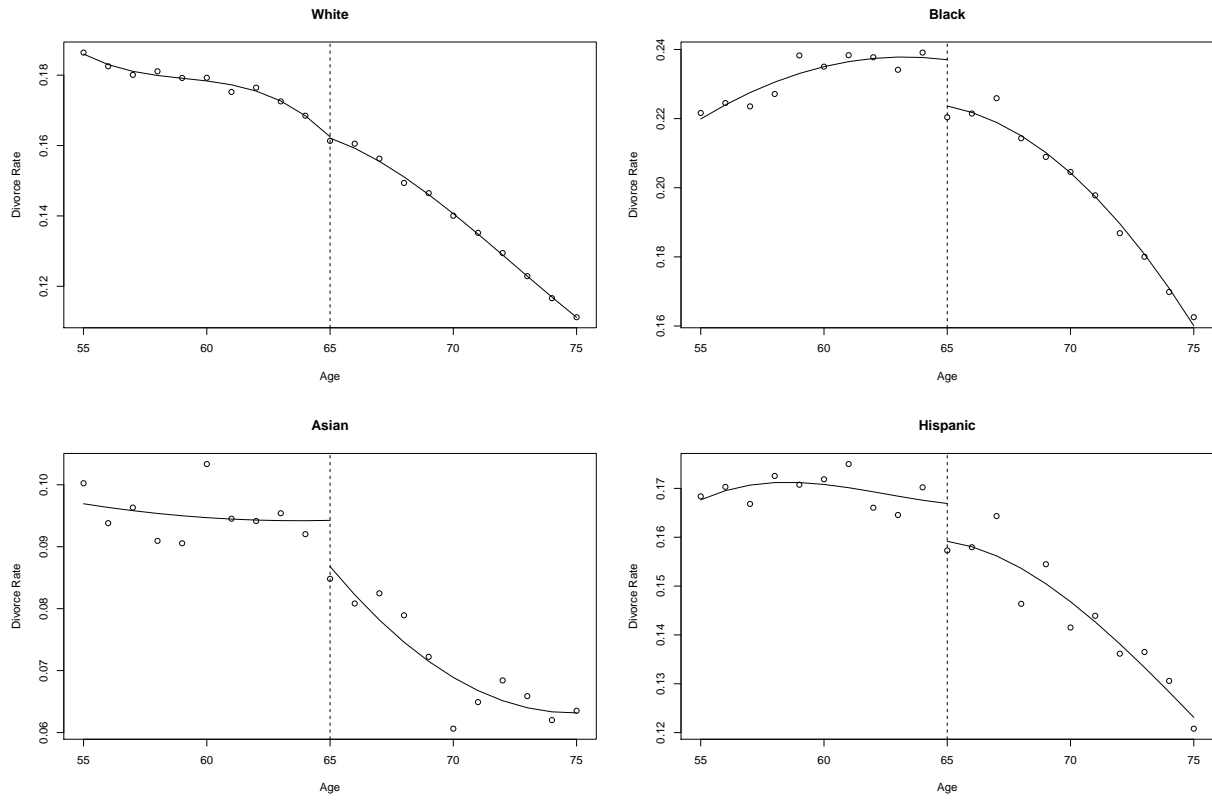 White
Divorce Rate
0.12 0.14 0.16 0.18
55 60 65 70 75
Age
Black
Divorce Rate
0.16 0.18 0.20 0.22 0.24
55 60 65 70 75
Age
Asian
Divorce Rate
0.06 0.07 0.08 0.09 0.10
55 60 65 70 75
Age
Hispanic
Divorce Rate
0.12 0.13 0.14 0.15 0.16 0.17
55 60 65 70 75
Age